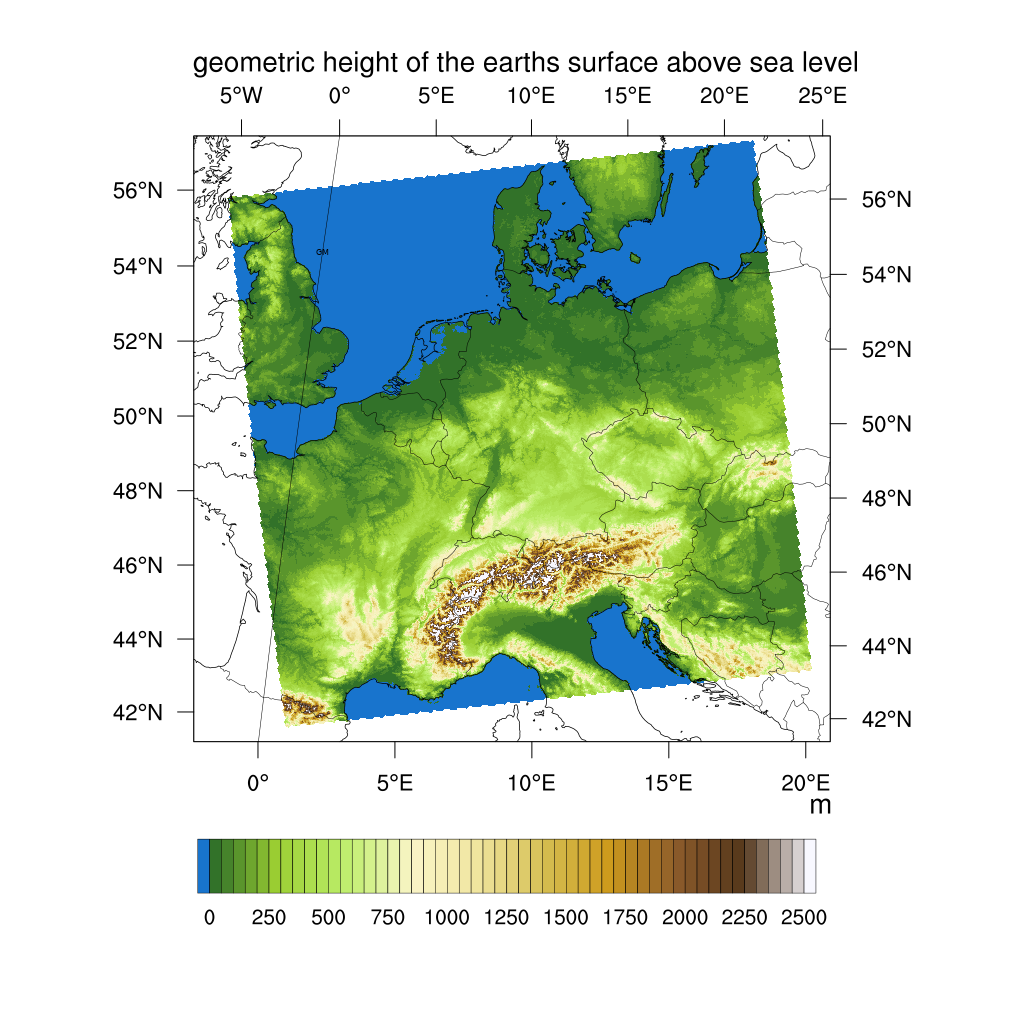 geometric height of the earths surface above sea level
5°W 0° 5°E 10°E 15°E 20°E 25°E
56°N 56°N
GM
54°N 54°N
52°N 52°N
50°N 50°N
48°N 48°N
46°N 46°N
44°N 44°N
42°N 42°N
0° 5°E 10°E 15°E 20°E
m
0 250 500 750 1000 1250 1500 1750 2000 2250 2500